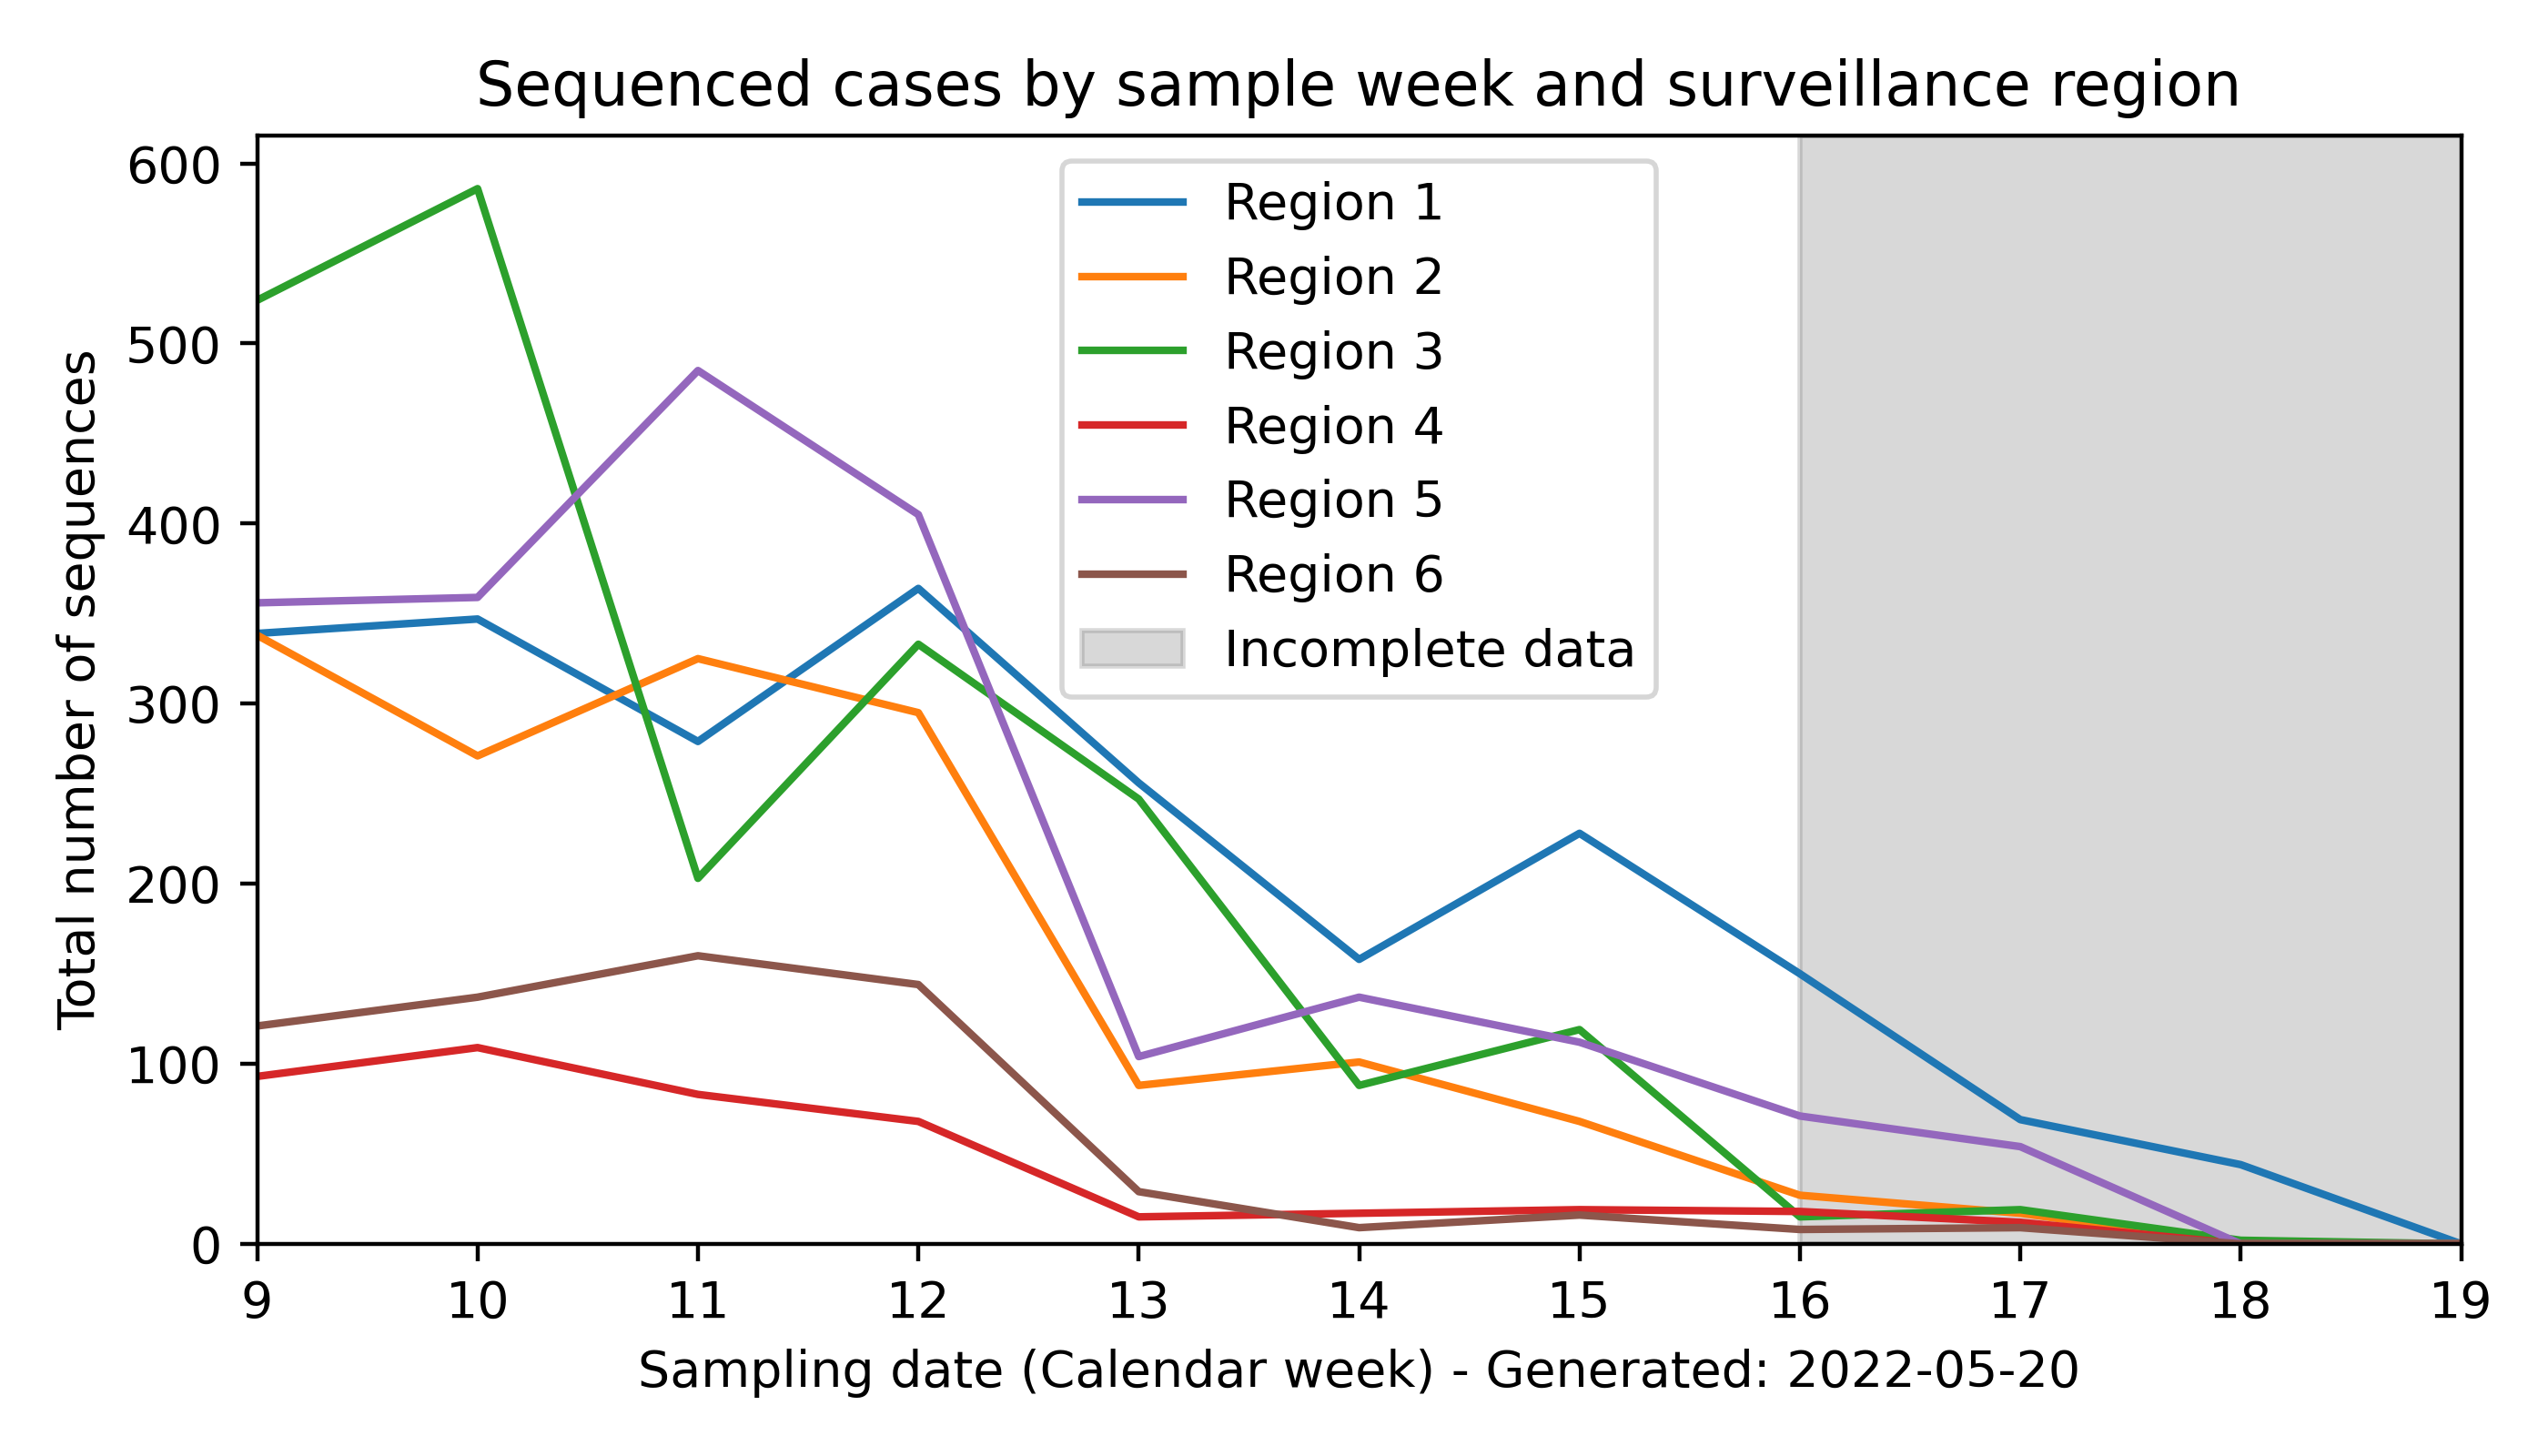 Sequenced cases by sample week and surveillance region
600
500
400
300
200
100
0
Total number of sequences
Region 1
Region 2
Region 3
Region 4
Region 5
Region 6
Incomplete data
9 10 11 12 13 14 15 16 17 18 19
Sampling date (Calendar week) - Generated: 2022-05-20